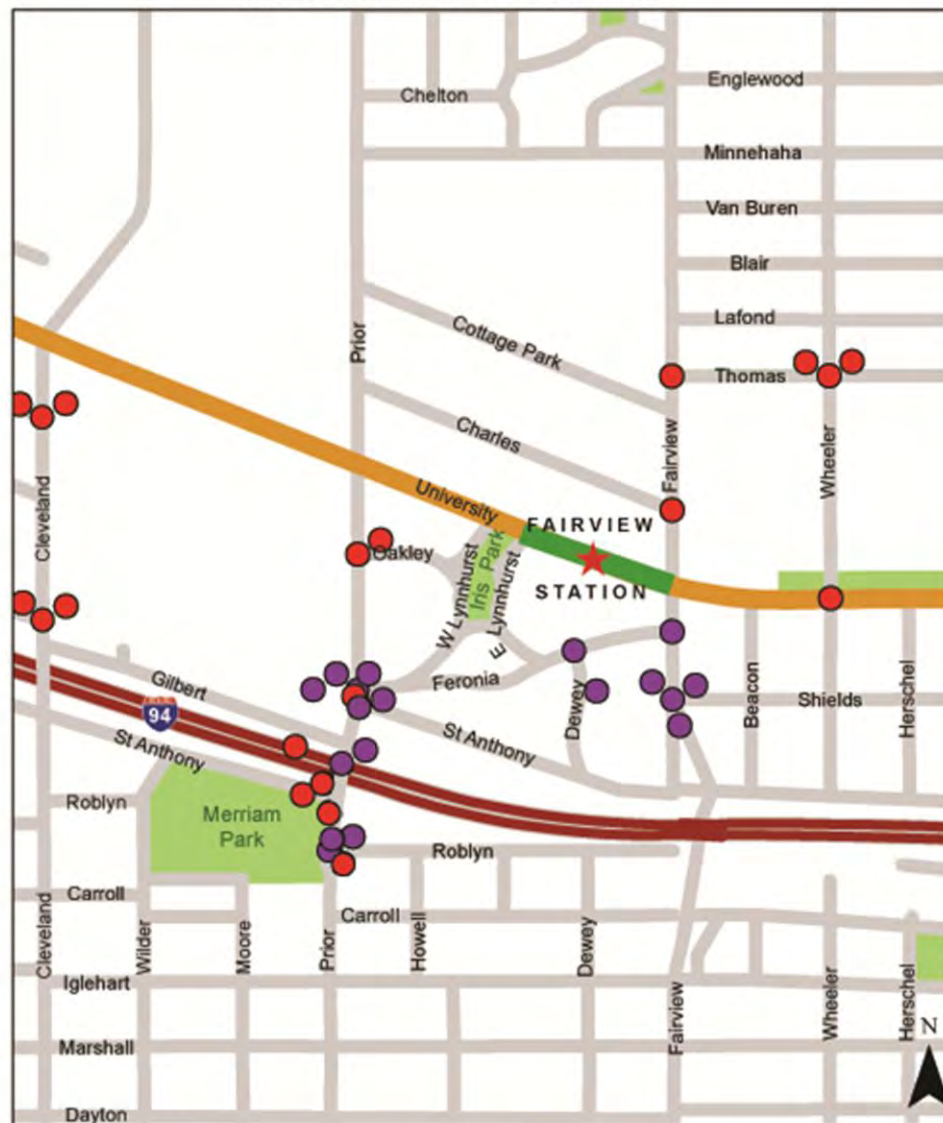 Englewood
Chelton
Minnehaha
Van Buren
Blair
Lafond
Cottage Park
Prior
Thomas
Charles
Fairview
Wheeler
Cleveland
University
FAIRVIEW
STATION
Oakley
W Lynnhurst
Iris Park
E Lynnhurst
Feronia
Gilbert
94
St Anthony
St Anthony
Dewey
Beacon
Shields
Herschel
Roblyn
Merriam
Park
Roblyn
Carroll
Carroll
Cleveland
Wilder
Moore
Prior
Howell
Dewey
Fairview
Wheeler
Herschel
Iglehart
N
Marshall
Dayton